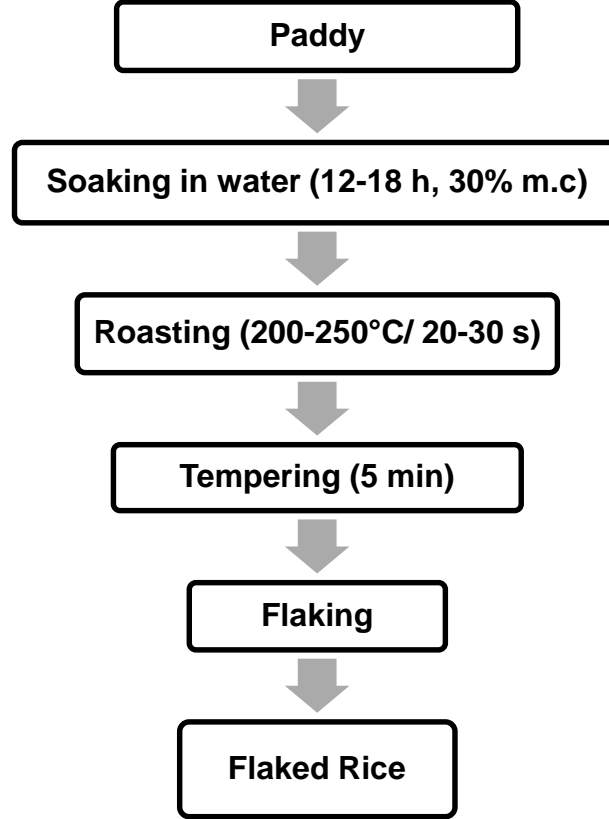 Paddy
Soaking in water (12-18 h, 30% m.c)
Roasting (200-250°C/ 20-30 s)
Tempering (5 min)
Flaking
Flaked Rice